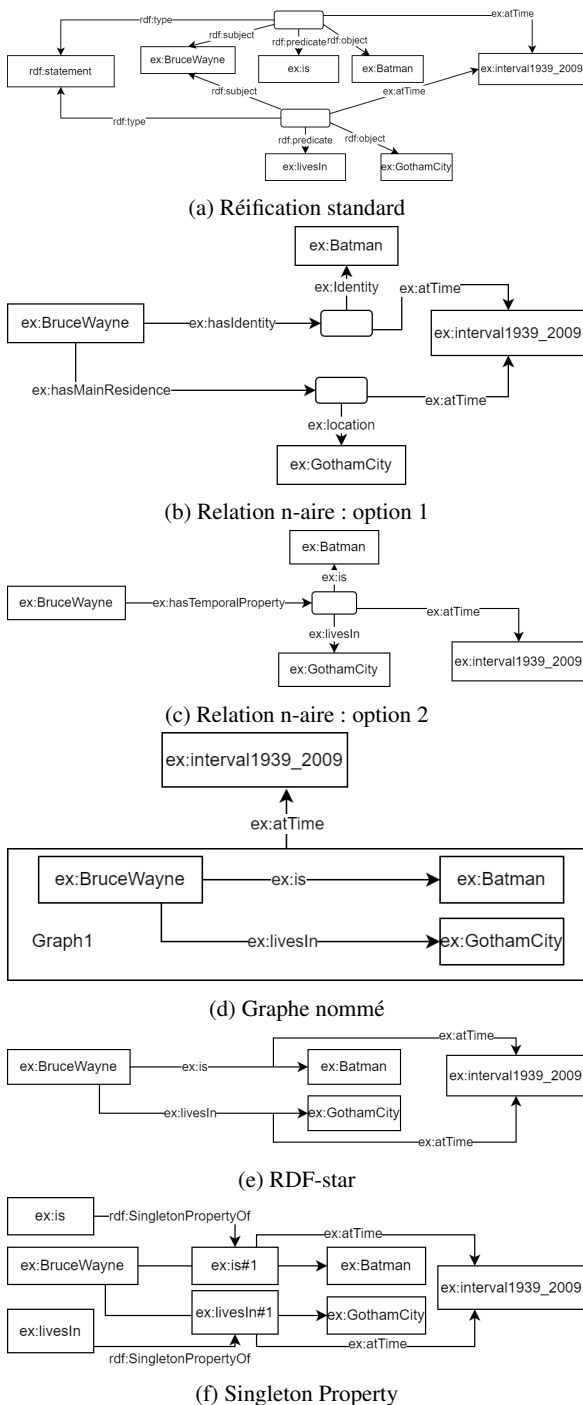 ex:atTime
rdf:type
rdf:subject
rdf:predicate
rdf:object
rdf:statement
ex:BruceWayne
ex:is
ex:Batman
ex:interval1939_2009
rdf:subject
ex:atTime
rdf:type
rdf:predicate
rdf:object
ex:livesIn
ex:GothamCity
(a) Réification standard
ex:Batman
ex:Identity
ex:atTime
ex:BruceWayne
ex:hasIdentity
ex:interval1939_2009
ex:hasMainResidence
ex:atTime
ex:location
ex:GothamCity
(b) Relation n-aire : option 1
ex:Batman
ex:is
ex:BruceWayne
ex:hasTemporalProperty
ex:atTime
ex:livesIn
ex:GothamCity
ex:interval1939_2009
(c) Relation n-aire : option 2
ex:interval1939_2009
ex:atTime
ex:BruceWayne
ex:is
ex:Batman
Graph1
ex:livesIn
ex:GothamCity
(d) Graphe nommé
ex:atTime
ex:BruceWayne
ex:is
ex:Batman
ex:interval1939_2009
ex:livesIn
ex:GothamCity
ex:atTime
(e) RDF-star
ex:is
rdf:SingletonPropertyOf
ex:atTime
ex:BruceWayne
ex:is#1
ex:Batman
ex:interval1939_2009
ex:livesIn#1
ex:GothamCity
ex:livesIn
ex:atTime
rdf:SingletonPropertyOf
(f) Singleton Property